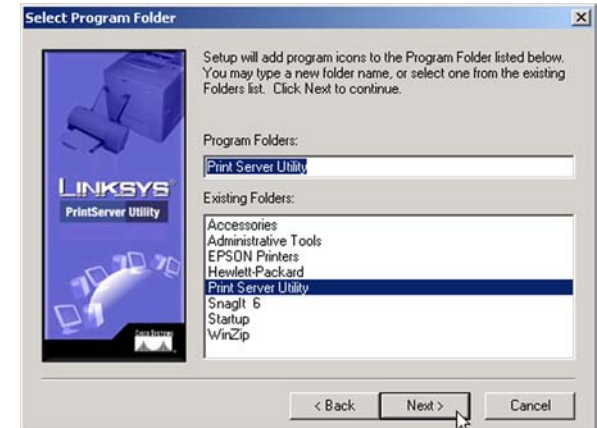 Select Program Folder
Setup will add program icons to the Program Folder listed below.
You may type a new folder name, or select one from the existing
Folders list. Click Next to continue.
Program Folders:
Print Server Utility
LINKSYS®
PrintServer Utility
Existing Folders:
Accessories
Administrative Tools
EPSON Printers
Hewlett-Packard
Print Server Utility
SnagIt 6
Startup
WinZip
CISCO SYSTEMS
< Back
Next >
Cancel